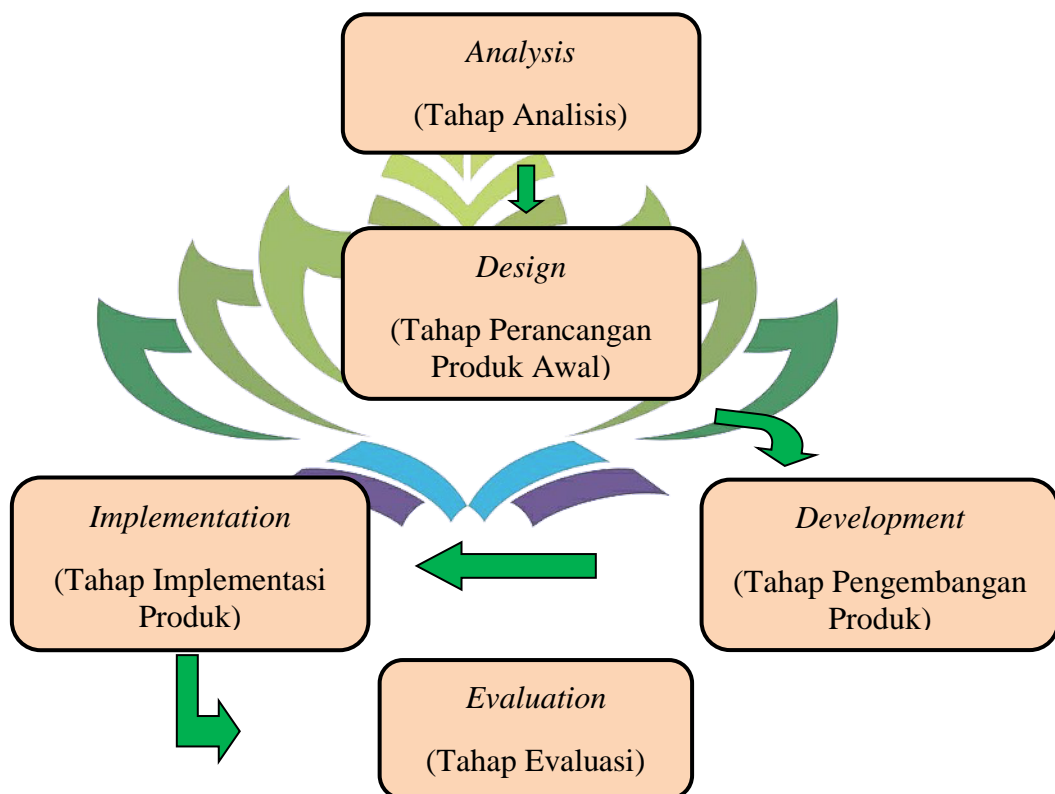 Analysis
(Tahap Analisis)
Design
(Tahap Perancangan
Produk Awal)
Implementation
(Tahap Implementasi
Produk)
Development
(Tahap Pengembangan
Produk)
Evaluation
(Tahap Evaluasi)